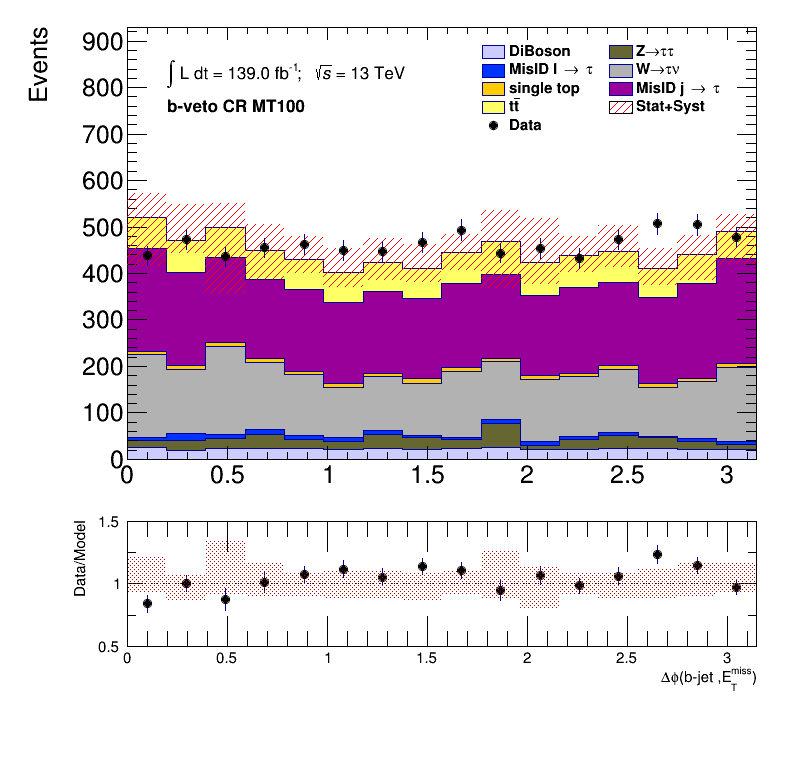 Events
900
800
700
600
500
400
300
200
100
0
∫ L dt = 139.0 fb⁻¹; √s = 13 TeV
b-veto CR MT100
DiBoson
Z→ττ
MisID l → τ
W→τν
single top
MisID j → τ
tt̄
Stat+Syst
Data
0 0.5 1 1.5 2 2.5 3
Data/Model
1.5
1
0.5
0 0.5 1 1.5 2 2.5 3
Δϕ(b-jet ,E_T^miss)